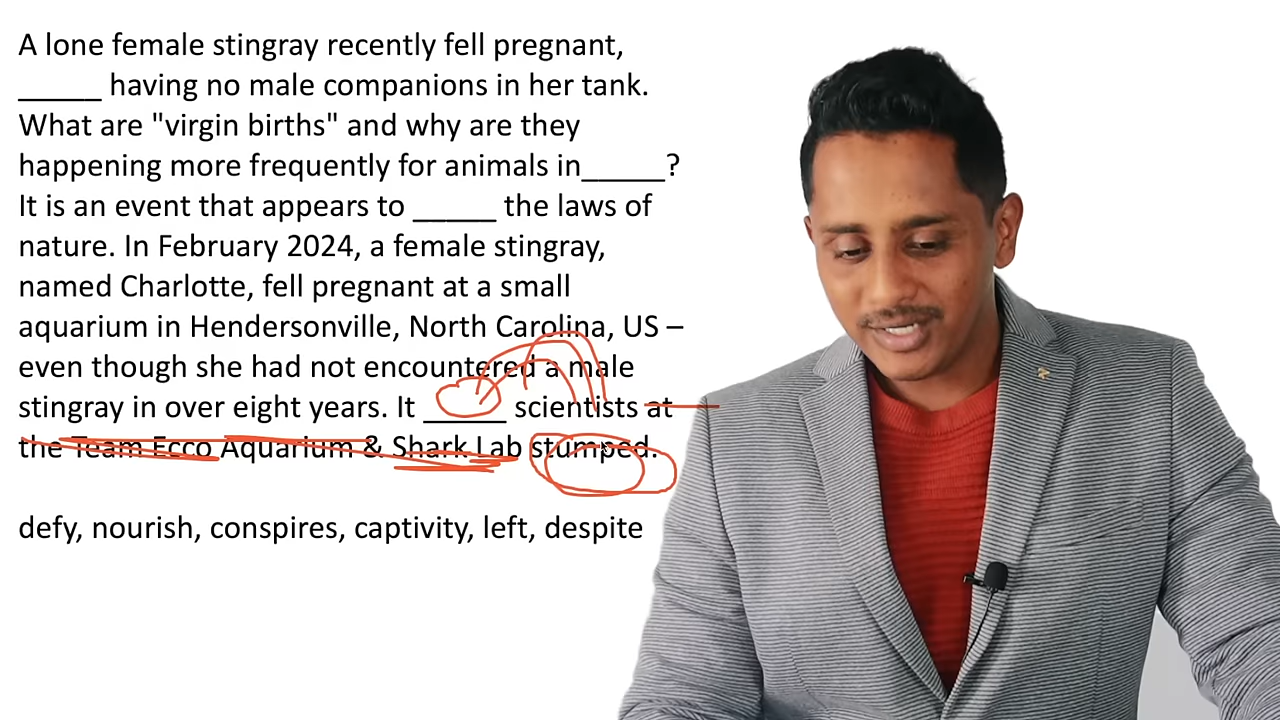 A lone female stingray recently fell pregnant,
_____ having no male companions in her tank.
What are "virgin births" and why are they
happening more frequently for animals in_____?
It is an event that appears to _____ the laws of
nature. In February 2024, a female stingray,
named Charlotte, fell pregnant at a small
aquarium in Hendersonville, North Carolina, US –
even though she had not encountered a male
stingray in over eight years. It _____ scientists at
the Team Ecco Aquarium & Shark Lab stumped.
defy, nourish, conspires, captivity, left, despite